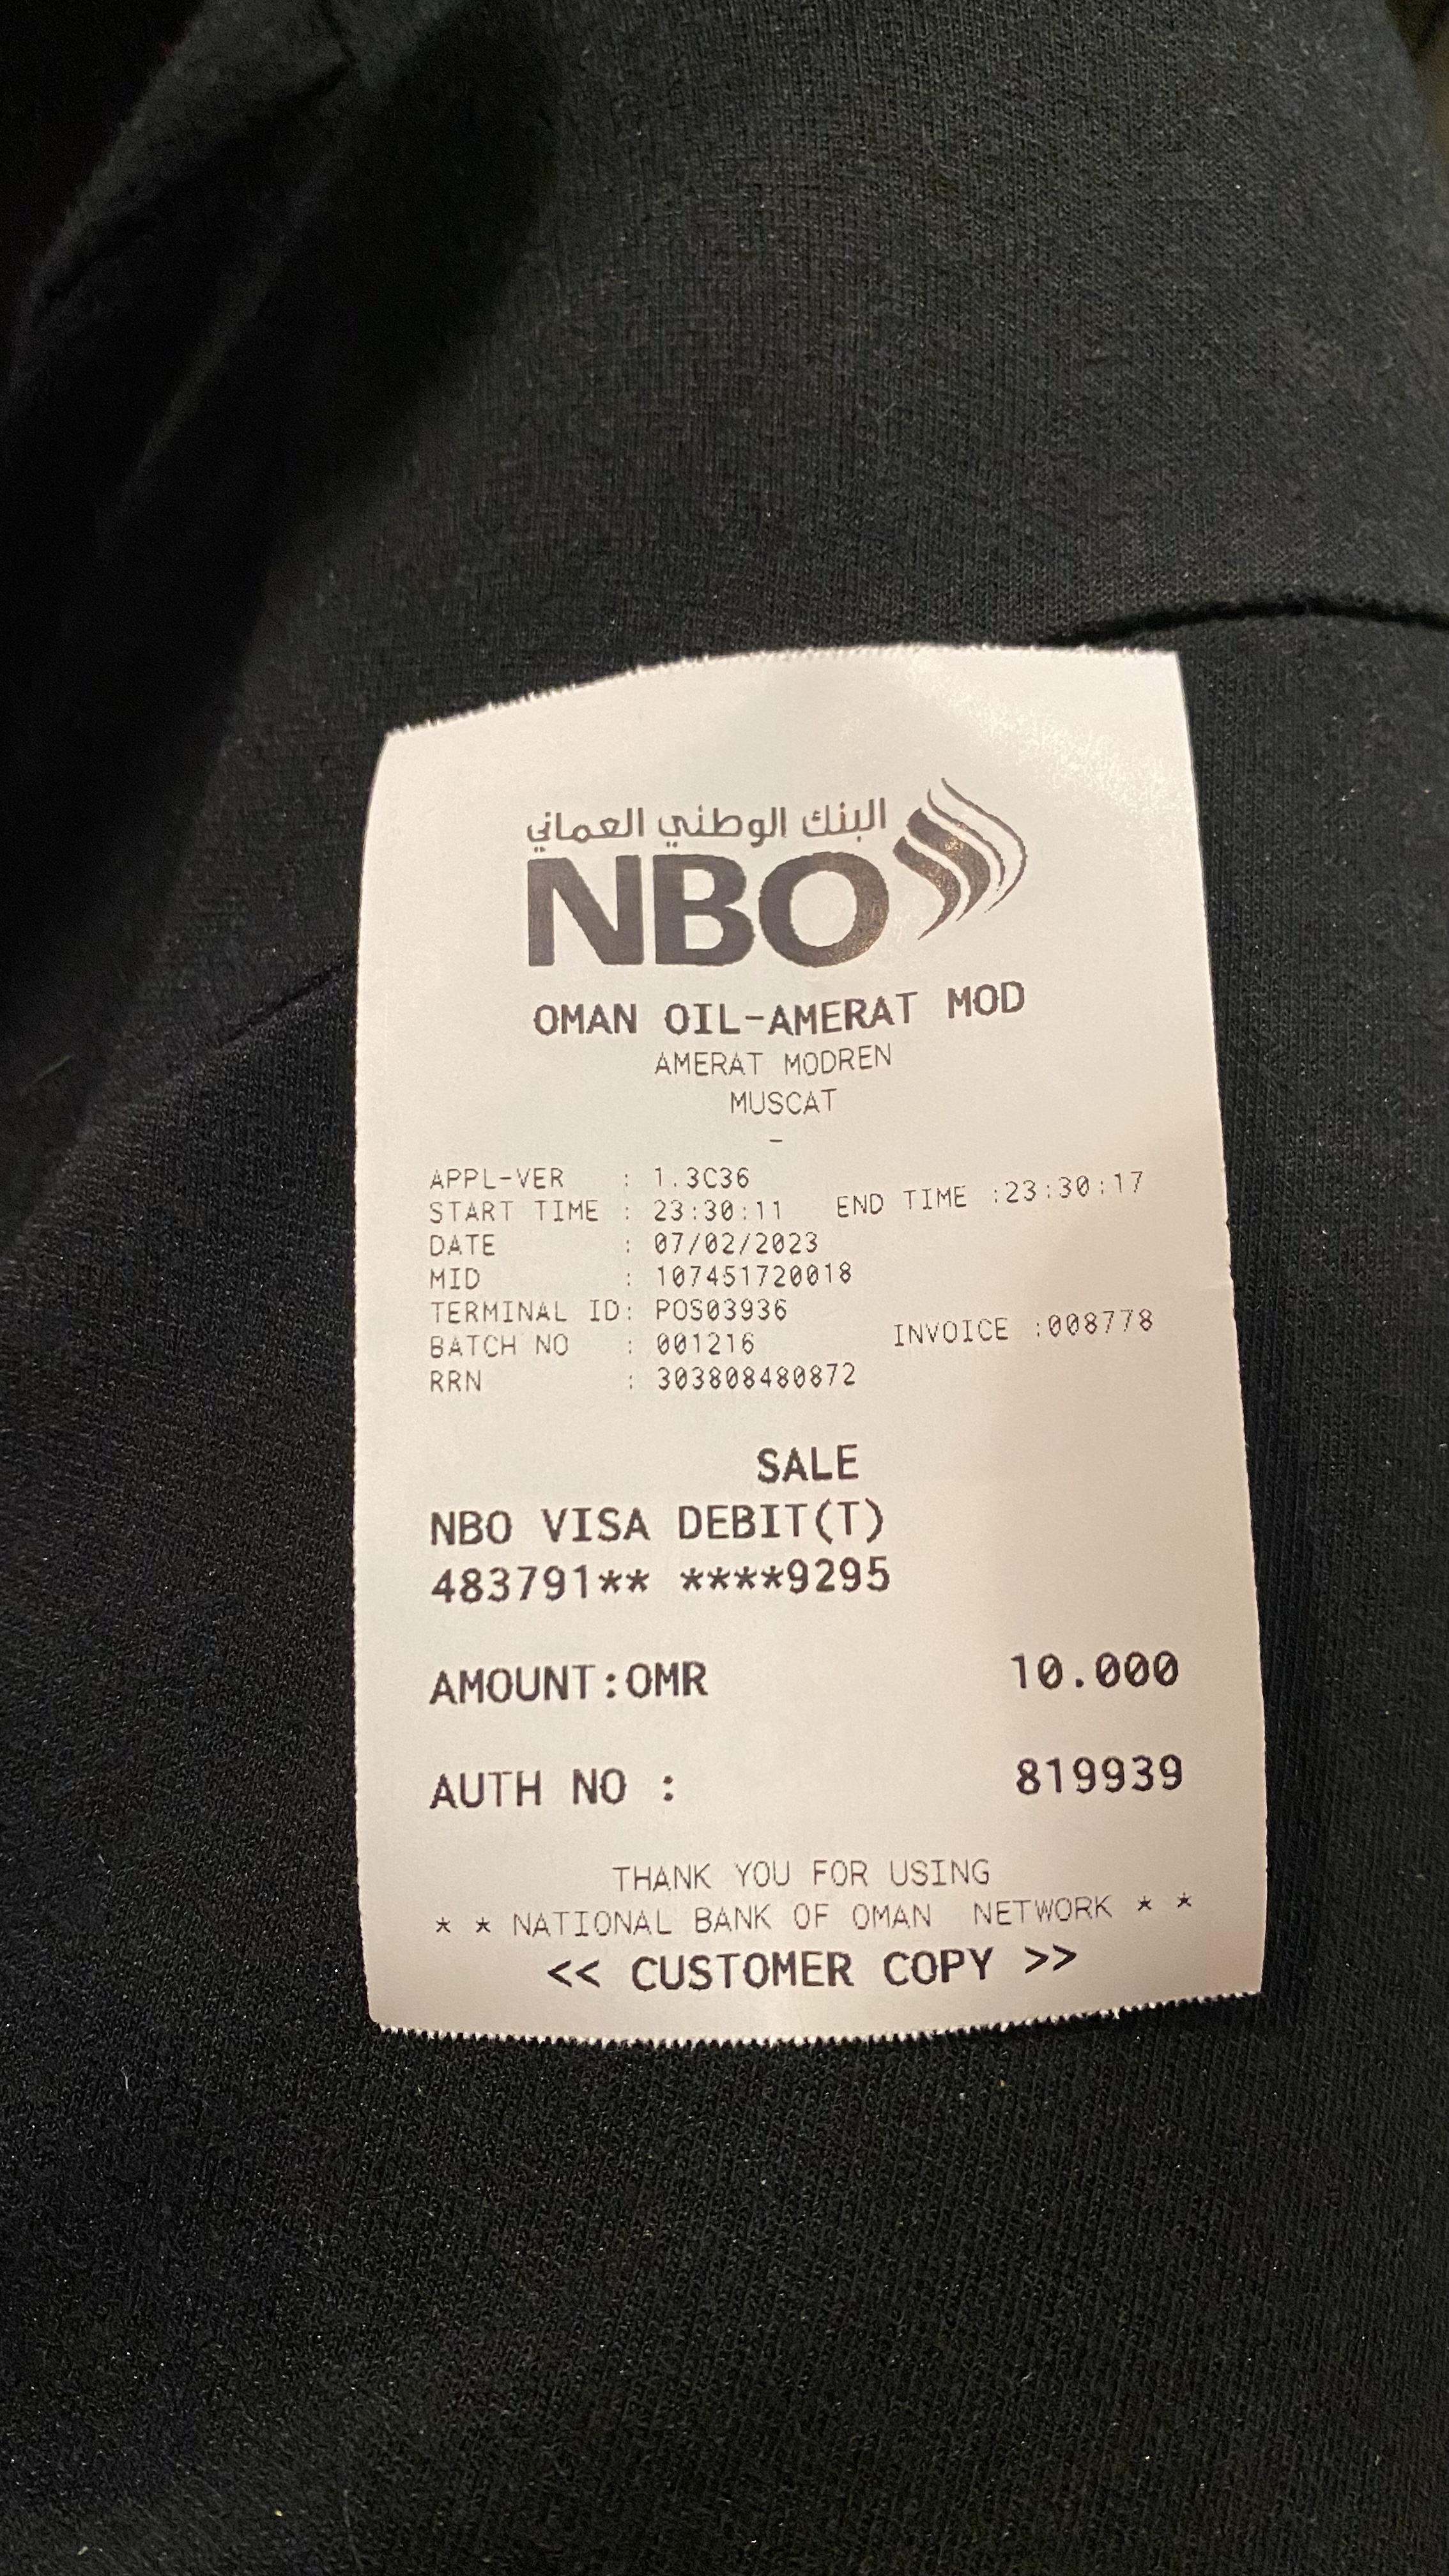 البنك الوطني العماني
NBO
OMAN OIL-AMERAT MOD
AMERAT MODREN
MUSCAT
-
APPL-VER : 1.3C36
START TIME : 23:30:11 END TIME :23:30:17
DATE : 07/02/2023
MID : 107451720018
TERMINAL ID: POS03936
BATCH NO : 001216 INVOICE :008778
RRN : 303808480872
SALE
NBO VISA DEBIT(T)
483791** ****9295
AMOUNT:OMR 10.000
AUTH NO : 819939
THANK YOU FOR USING
* * NATIONAL BANK OF OMAN NETWORK * *
<< CUSTOMER COPY >>